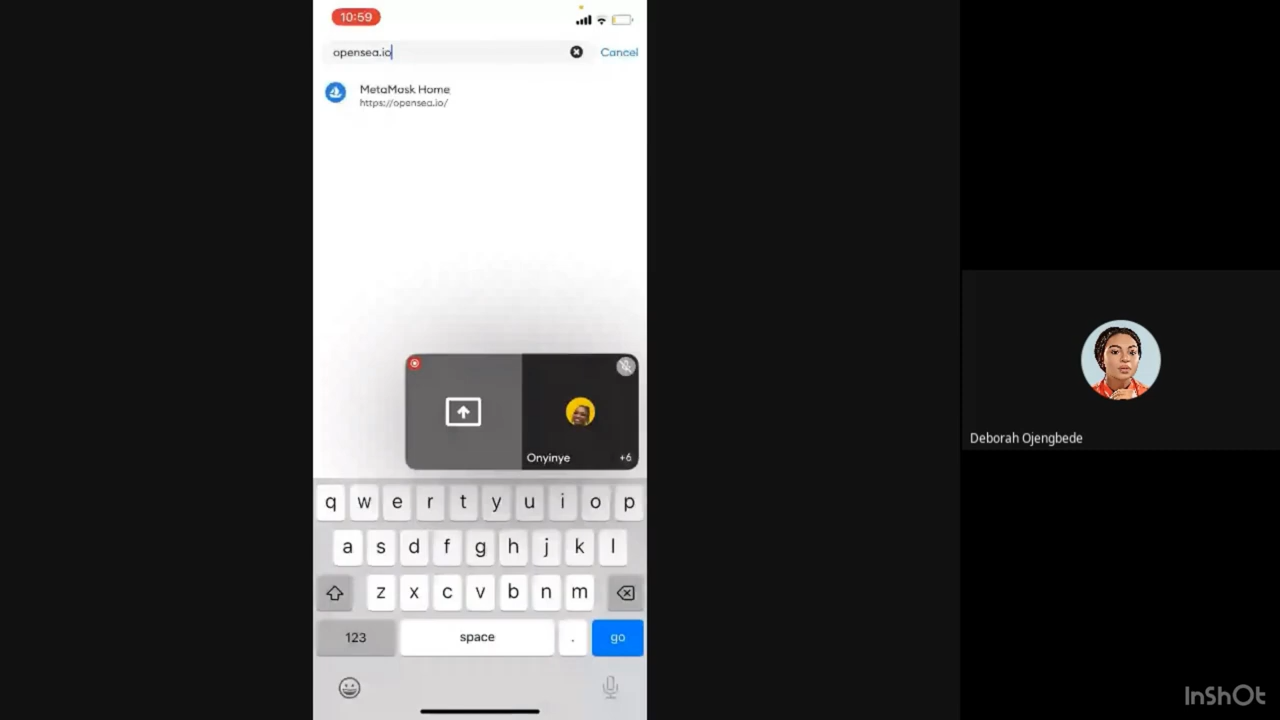 10:59
opensea.io
Cancel
MetaMask Home
https://opensea.io/
Onyinye
+6
q w e r t y u i o p
a s d f g h j k l
z x c v b n m
123
space
.
go
Deborah Ojengbede
InShOt